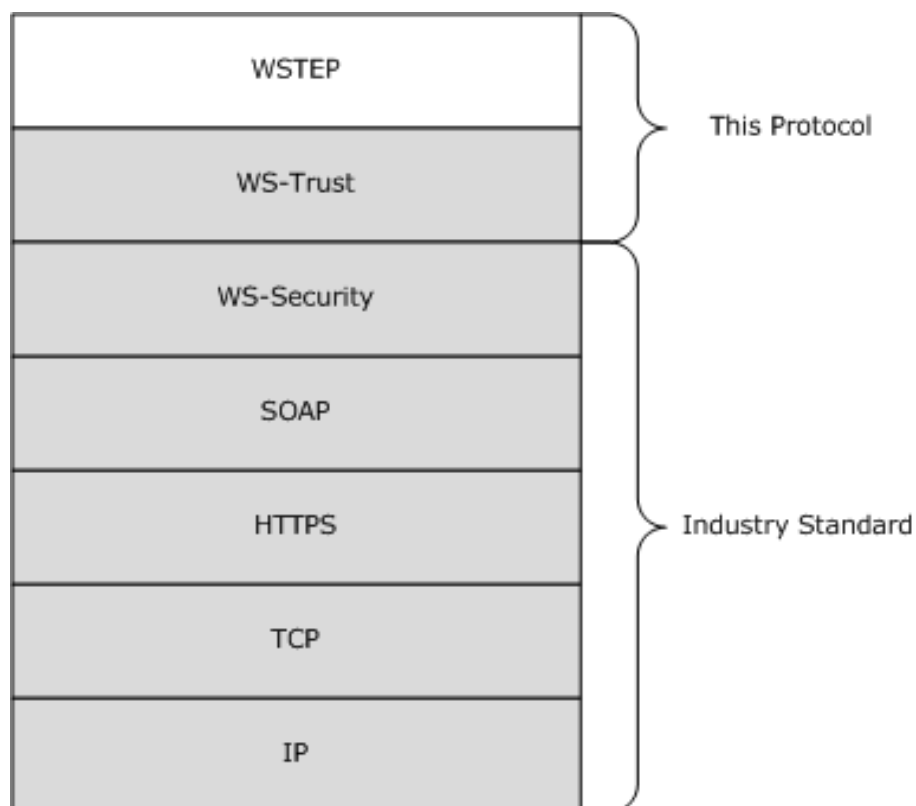 WSTEP
This Protocol
WS-Trust
WS-Security
SOAP
HTTPS
Industry Standard
TCP
IP